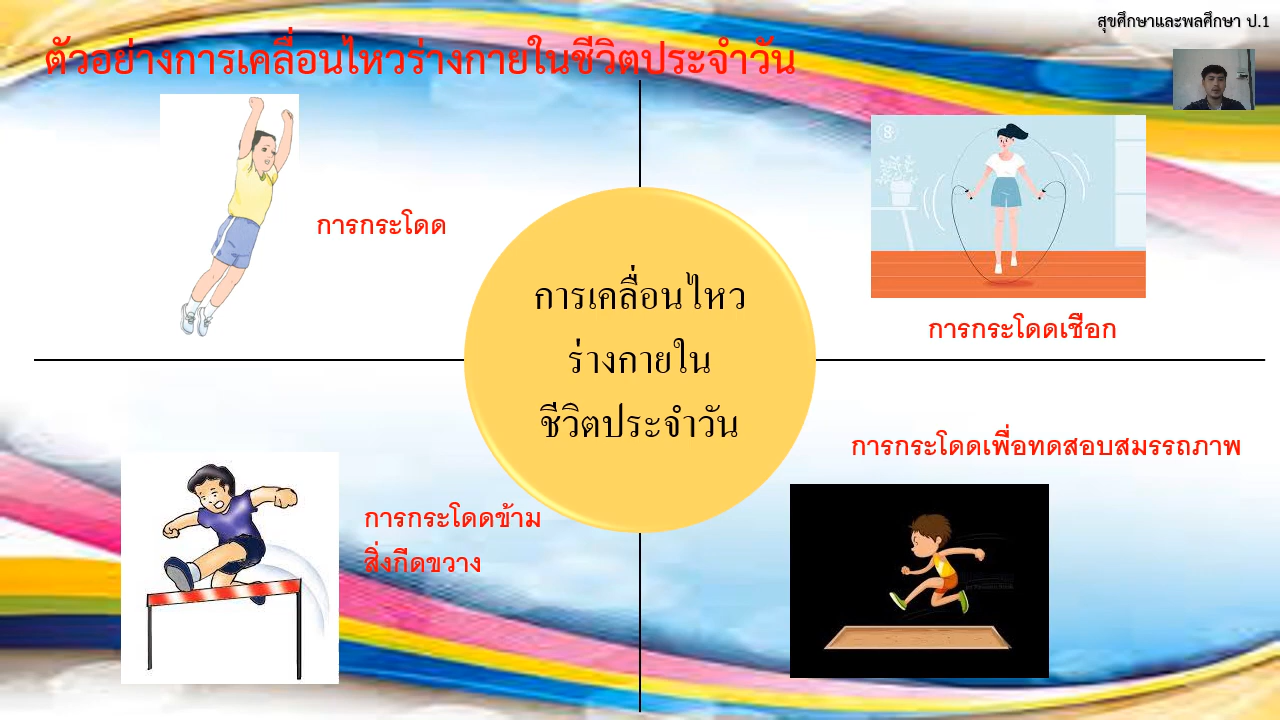 สุขศึกษาและพลศึกษา ป.1
ตัวอย่างการเคลื่อนไหวร่างกายในชีวิตประจำวัน
การกระโดด
8
การกระโดดเชือก
การเคลื่อนไหว
ร่างกายใน
ชีวิตประจำวัน
การกระโดดข้าม
สิ่งกีดขวาง
การกระโดดเพื่อทดสอบสมรรถภาพ